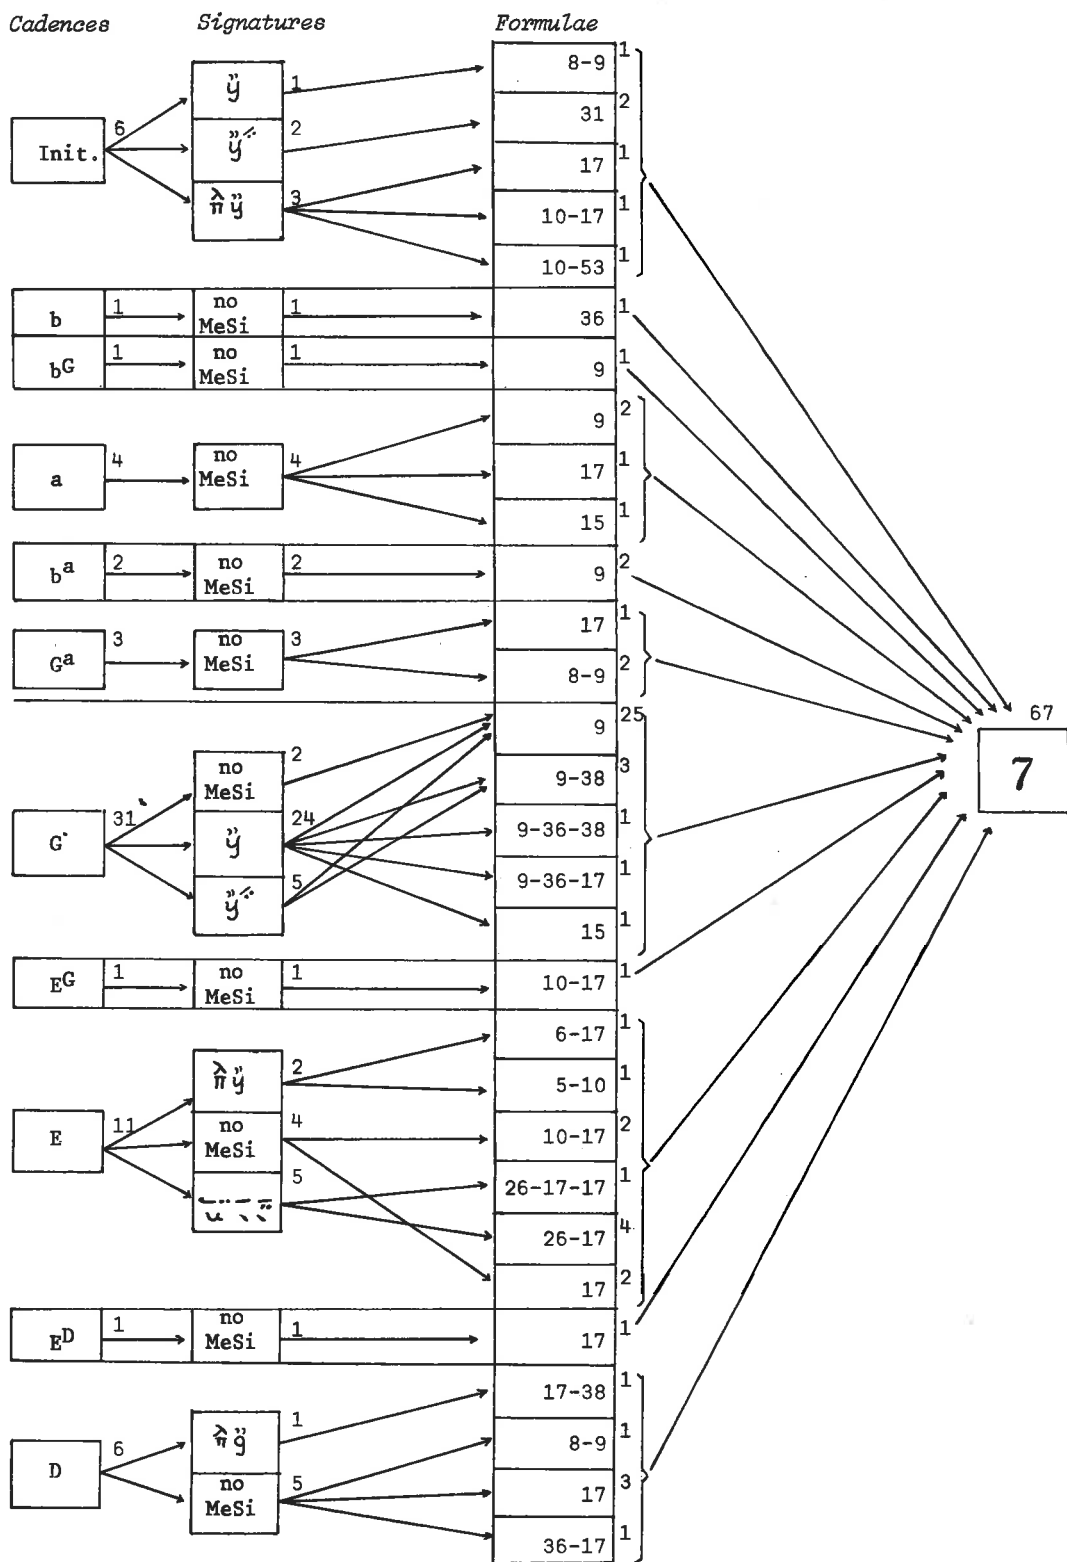 Cadences Signatures Formulae
Init. 6 ÿ 1 8-9 1
ÿ 2 31 2
λ π ÿ 3 17 1
10-17 1
10-53 1
b 1 no MeSi 1 36 1
bG 1 no MeSi 1 9 1
a 4 no MeSi 4 9 2
17 1
15 1
ba 2 no MeSi 2 9 2
Ga 3 no MeSi 3 17 1
8-9 2
G 31 no MeSi 2 9 25
ÿ 24 9-38 3
ÿ 5 9-36-38 1
9-36-17 1
15 1
67
7
EG 1 no MeSi 1 10-17 1
E 11 λ π ÿ 2 6-17 1
5-10 1
no MeSi 4 10-17 2
5 26-17-17 1
26-17 4
17 2
ED 1 no MeSi 1 17 1
D 6 λ π g 1 17-38 1
no MeSi 5 8-9 1
17 3
36-17 1